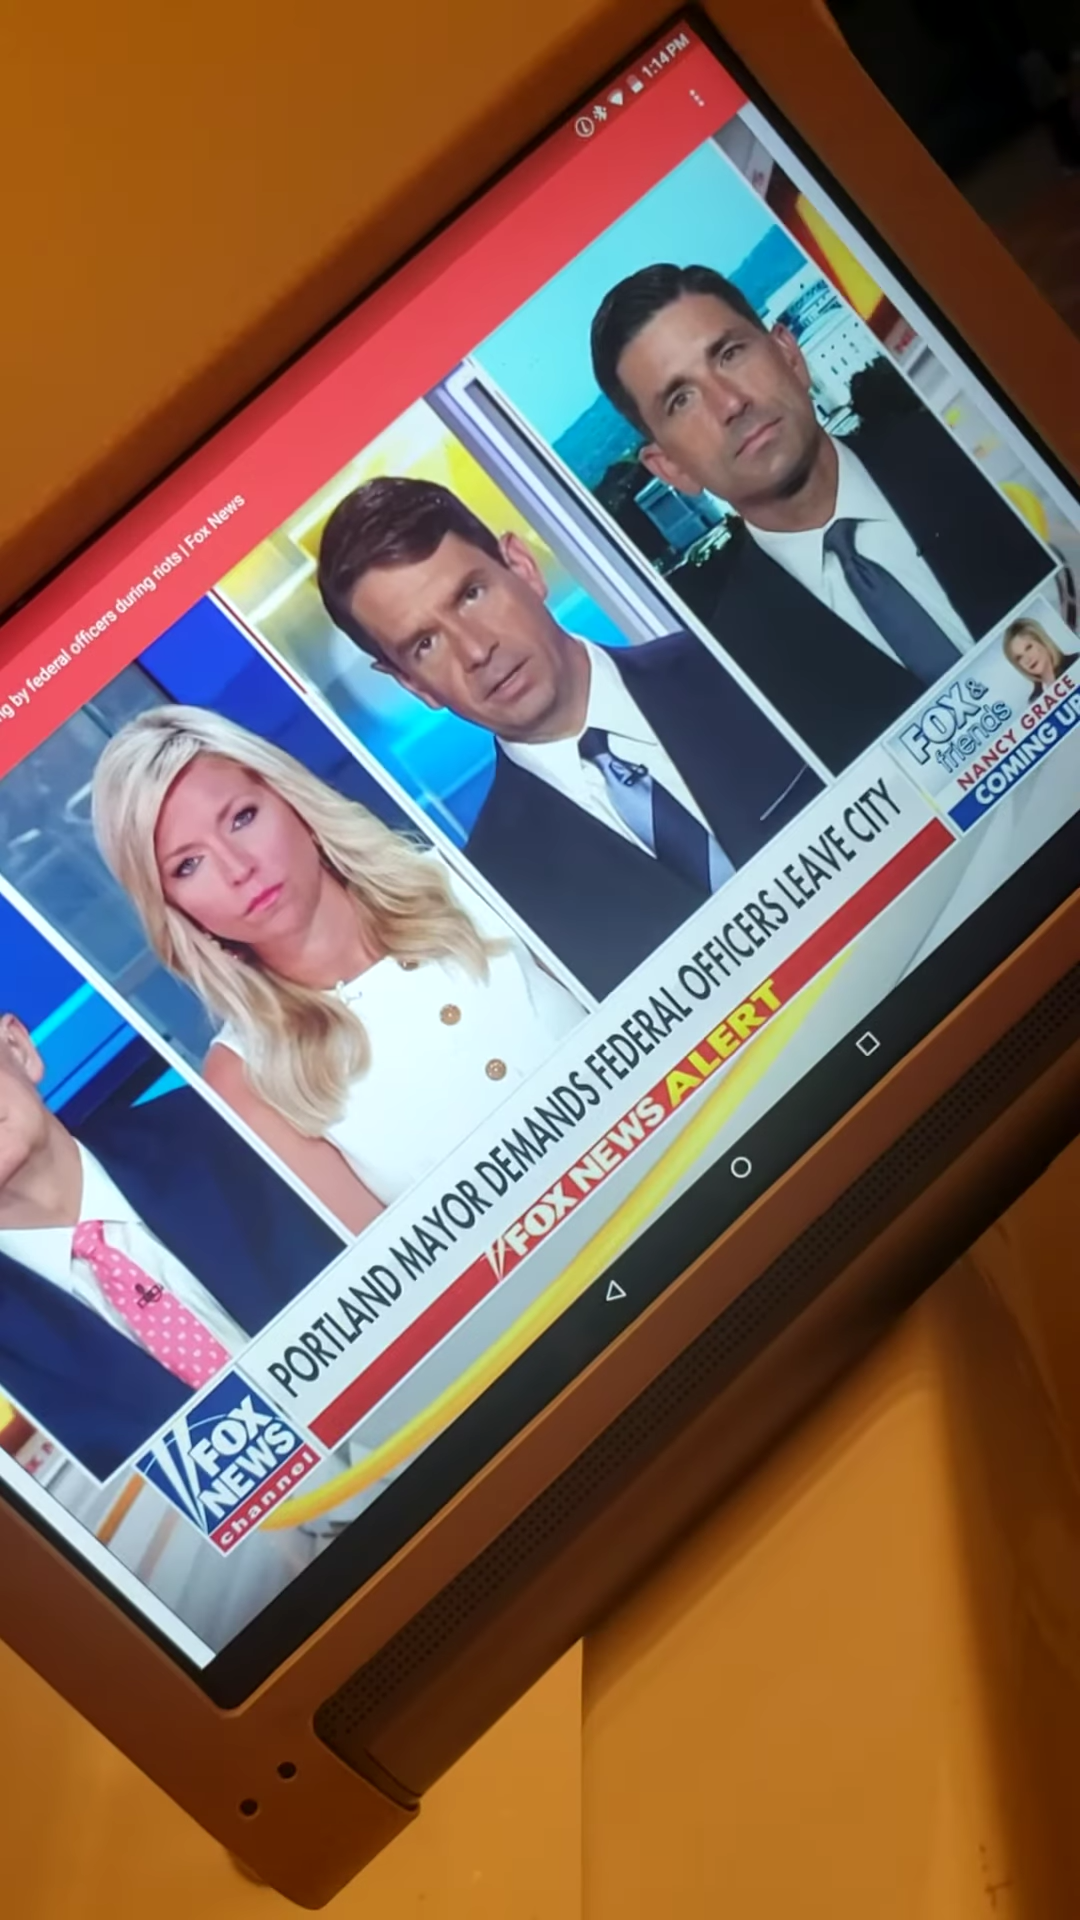 1:14 PM
ng by federal officers during riots | Fox News
FOX &
friends
NANCY GRACE
COMING UP
PORTLAND MAYOR DEMANDS FEDERAL OFFICERS LEAVE CITY
FOX NEWS ALERT
FOX
NEWS
channel